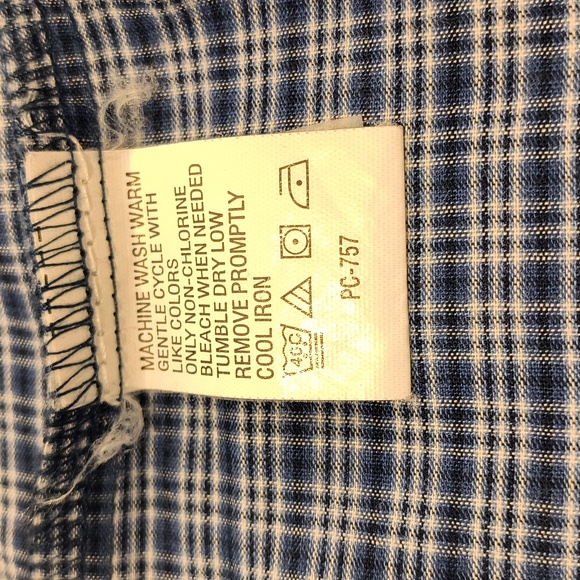 MACHINE WASH WARM
GENTLE CYCLE WITH
LIKE COLORS
ONLY NON-CHLORINE
BLEACH WHEN NEEDED
TUMBLE DRY LOW
REMOVE PROMPTLY
COOL IRON
40C
PC-757